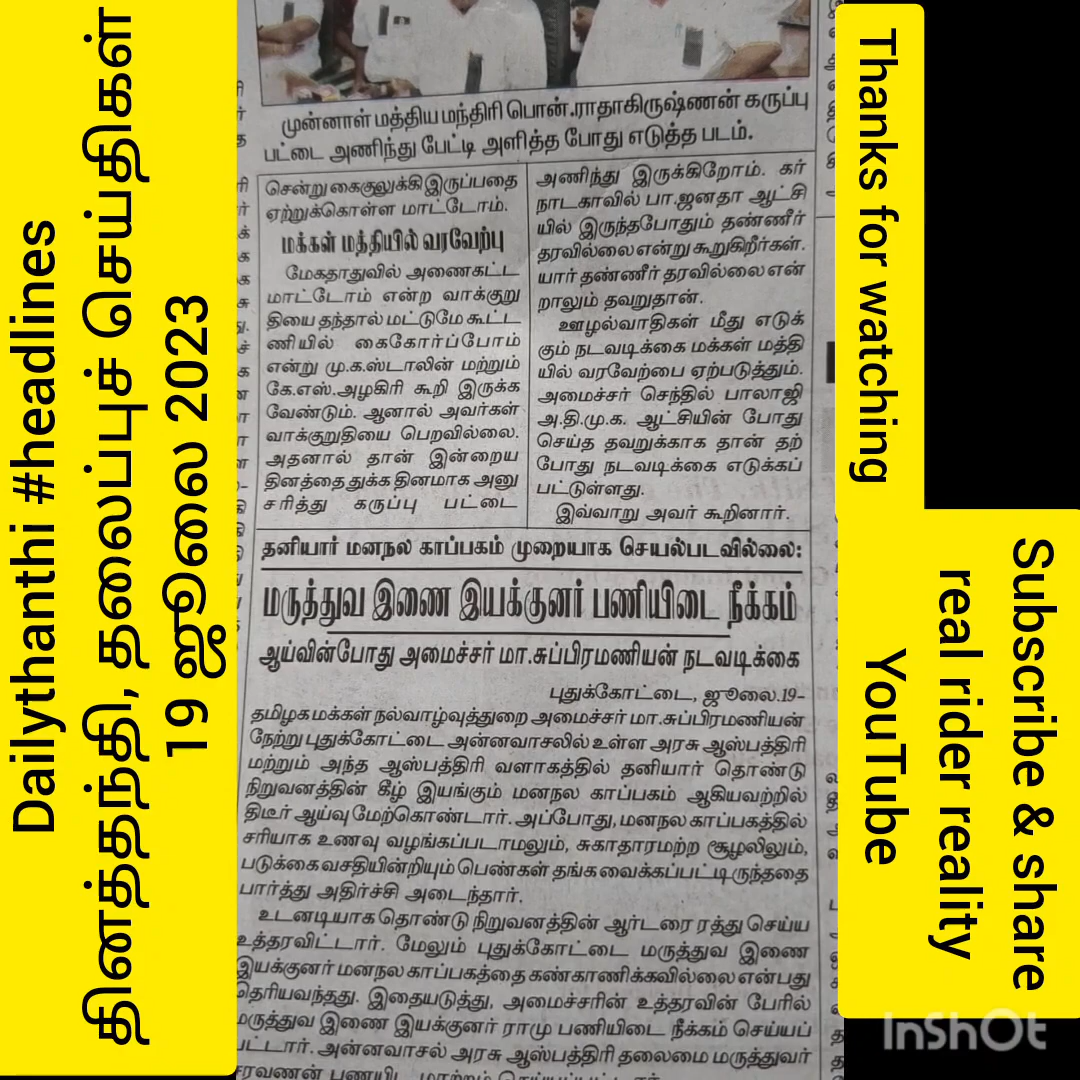 Dailythanthi #headlines
தினத்தந்தி, தலைப்புச் செய்திகள்
19 ஜூலை 2023
முன்னாள் மத்திய மந்திரி பொன்.ராதாகிருஷ்ணன் கருப்பு
பட்டை அணிந்து பேட்டி அளித்த போது எடுத்த படம்.
சென்று கைகுலுக்கி இருப்பதை
ஏற்றுக்கொள்ள மாட்டோம்.
மக்கள் மத்தியில் வரவேற்பு
மேகதாதுவில் அணைகட்ட
மாட்டோம் என்ற வாக்குறு
தியை தந்தால் மட்டுமே கூட்ட
ணியில் கைகோர்ப்போம்
என்று மு.க.ஸ்டாலின் மற்றும்
கே.எஸ்.அழகிரி கூறி இருக்க
வேண்டும். ஆனால் அவர்கள்
வாக்குறுதியை பெறவில்லை.
அதனால் தான் இன்றைய
தினத்தை துக்க தினமாக அனு
சரித்து கருப்பு பட்டை
அணிந்து இருக்கிறோம். கர்
நாடகாவில் பா.ஜனதா ஆட்சி
யில் இருந்தபோதும் தண்ணீர்
தரவில்லை என்று கூறுகிறீர்கள்.
யார் தண்ணீர் தரவில்லை என்
றாலும் தவறுதான்.
ஊழல்வாதிகள் மீது எடுக்
கும் நடவடிக்கை மக்கள் மத்தி
யில் வரவேற்பை ஏற்படுத்தும்.
அமைச்சர் செந்தில் பாலாஜி
அ.தி.மு.க. ஆட்சியின் போது
செய்த தவறுக்காக தான் தற்
போது நடவடிக்கை எடுக்கப்
பட்டுள்ளது.
இவ்வாறு அவர் கூறினார்.
தனியார் மனநல காப்பகம் முறையாக செயல்படவில்லை:
மருத்துவ இணை இயக்குனர் பணியிடை நீக்கம்
ஆய்வின்போது அமைச்சர் மா.சுப்பிரமணியன் நடவடிக்கை
புதுக்கோட்டை, ஜூலை.19-
தமிழக மக்கள் நல்வாழ்வுத்துறை அமைச்சர் மா.சுப்பிரமணியன்
நேற்று புதுக்கோட்டை அன்னவாசலில் உள்ள அரசு ஆஸ்பத்திரி
மற்றும் அந்த ஆஸ்பத்திரி வளாகத்தில் தனியார் தொண்டு
நிறுவனத்தின் கீழ் இயங்கும் மனநல காப்பகம் ஆகியவற்றில்
திடீர் ஆய்வு மேற்கொண்டார். அப்போது, மனநல காப்பகத்தில்
சரியாக உணவு வழங்கப்படாமலும், சுகாதாரமற்ற சூழலிலும்,
படுக்கை வசதியின்றியும் பெண்கள் தங்க வைக்கப்பட்டிருந்ததை
பார்த்து அதிர்ச்சி அடைந்தார்.
உடனடியாக தொண்டு நிறுவனத்தின் ஆர்டரை ரத்து செய்ய
உத்தரவிட்டார். மேலும் புதுக்கோட்டை மருத்துவ இணை
இயக்குனர் மனநல காப்பகத்தை கண்காணிக்கவில்லை என்பது
தெரியவந்தது. இதையடுத்து, அமைச்சரின் உத்தரவின் பேரில்
மருத்துவ இணை இயக்குனர் ராமு பணியிடை நீக்கம் செய்யப்
பட்டார். அன்னவாசல் அரசு ஆஸ்பத்திரி தலைமை மருத்துவர்
சரவணன் பணியிட மாற்றம்
Thanks for watching
Subscribe & share
real rider reality
YouTube
InShOt